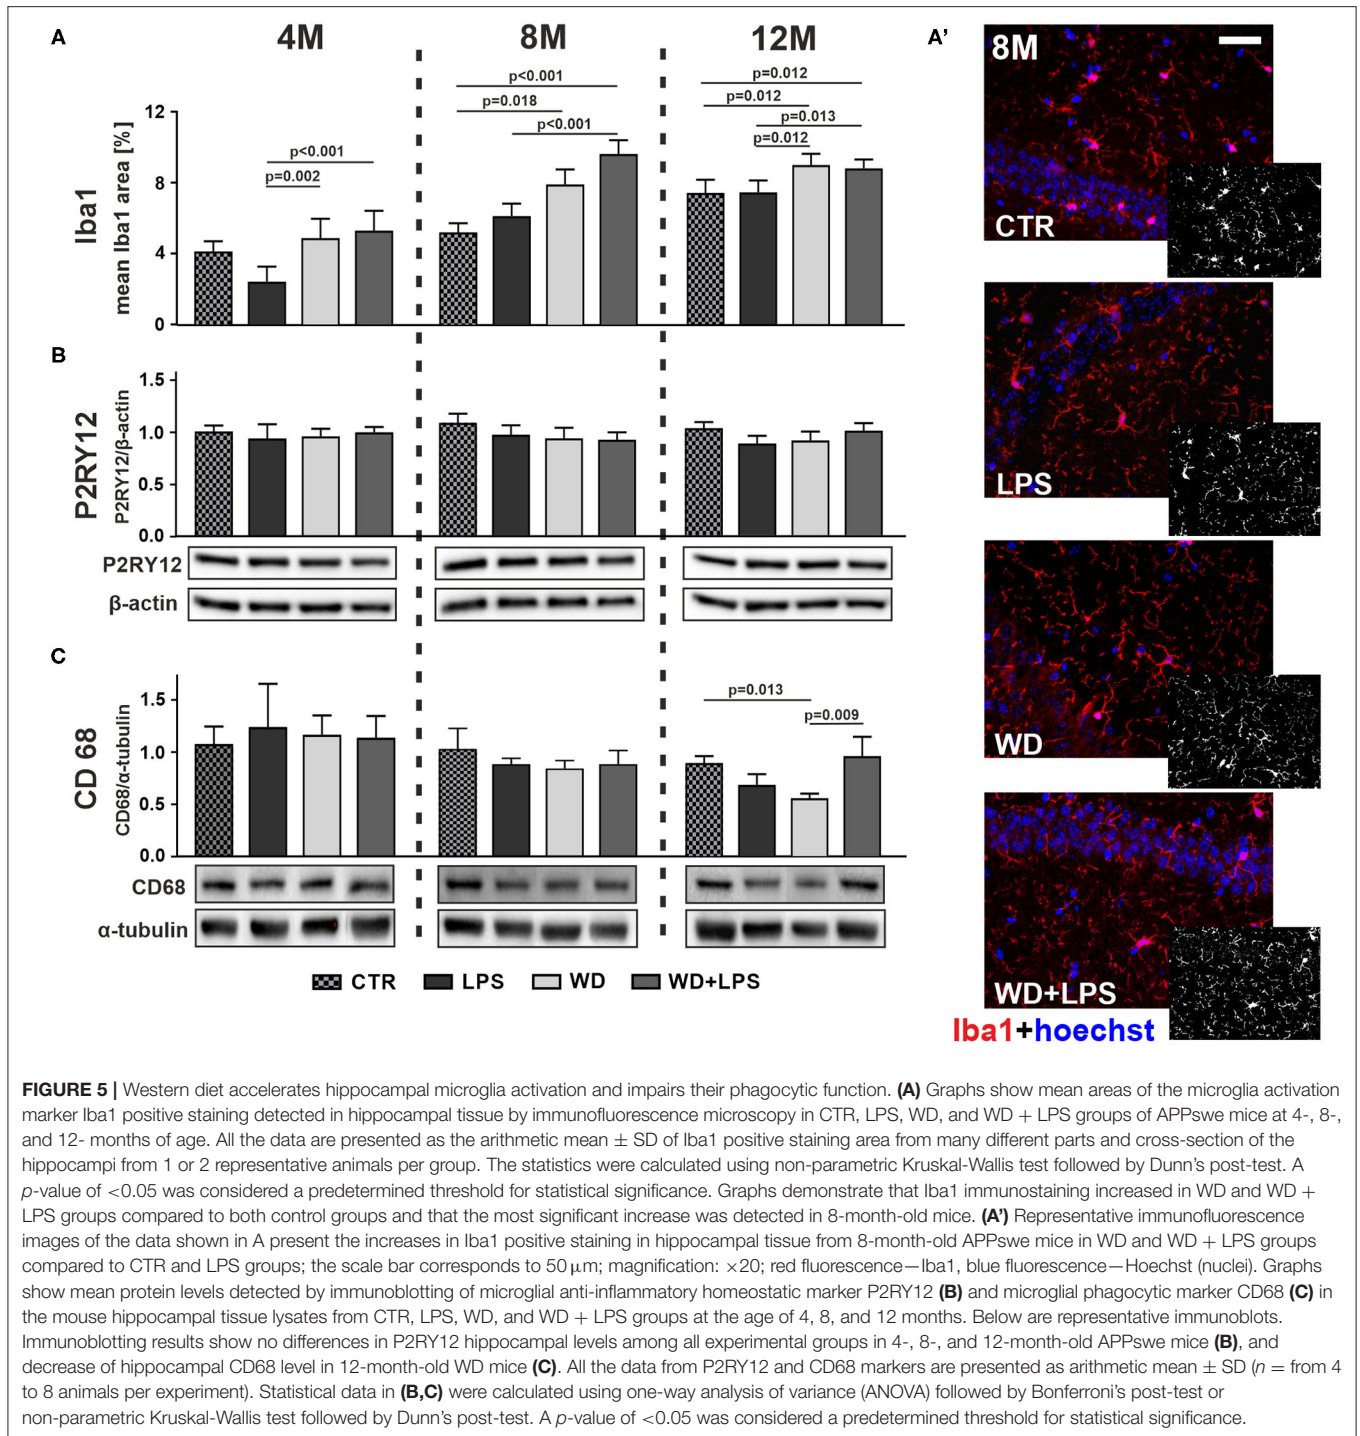 A
4M
8M
12M
A’
Iba1
mean Iba1 area [%]
12
8
4
0
p<0.001
p=0.002
p<0.001
p=0.018
p<0.001
p=0.012
p=0.012
p=0.013
p=0.012
B
P2RY12
P2RY12/β-actin
1.5
1.0
0.5
0.0
P2RY12
β-actin
C
CD 68
CD68/α-tubulin
1.5
1.0
0.5
0.0
p=0.013
p=0.009
CD68
α-tubulin
CTR LPS WD WD+LPS
8M
CTR
LPS
WD
WD+LPS
Iba1+hoechst
FIGURE 5 | Western diet accelerates hippocampal microglia activation and impairs their phagocytic function. (A) Graphs show mean areas of the microglia activation
marker Iba1 positive staining detected in hippocampal tissue by immunofluorescence microscopy in CTR, LPS, WD, and WD + LPS groups of APPswe mice at 4-, 8-,
and 12- months of age. All the data are presented as the arithmetic mean ± SD of Iba1 positive staining area from many different parts and cross-section of the
hippocampi from 1 or 2 representative animals per group. The statistics were calculated using non-parametric Kruskal-Wallis test followed by Dunn’s post-test. A
p-value of <0.05 was considered a predetermined threshold for statistical significance. Graphs demonstrate that Iba1 immunostaining increased in WD and WD +
LPS groups compared to both control groups and that the most significant increase was detected in 8-month-old mice. (A’) Representative immunofluorescence
images of the data shown in A present the increases in Iba1 positive staining in hippocampal tissue from 8-month-old APPswe mice in WD and WD + LPS groups
compared to CTR and LPS groups; the scale bar corresponds to 50 μm; magnification: ×20; red fluorescence—Iba1, blue fluorescence—Hoechst (nuclei). Graphs
show mean protein levels detected by immunoblotting of microglial anti-inflammatory homeostatic marker P2RY12 (B) and microglial phagocytic marker CD68 (C) in
the mouse hippocampal tissue lysates from CTR, LPS, WD, and WD + LPS groups at the age of 4, 8, and 12 months. Below are representative immunoblots.
Immunoblotting results show no differences in P2RY12 hippocampal levels among all experimental groups in 4-, 8-, and 12-month-old APPswe mice (B), and
decrease of hippocampal CD68 level in 12-month-old WD mice (C). All the data from P2RY12 and CD68 markers are presented as arithmetic mean ± SD (n = from 4
to 8 animals per experiment). Statistical data in (B,C) were calculated using one-way analysis of variance (ANOVA) followed by Bonferroni’s post-test or
non-parametric Kruskal-Wallis test followed by Dunn’s post-test. A p-value of <0.05 was considered a predetermined threshold for statistical significance.